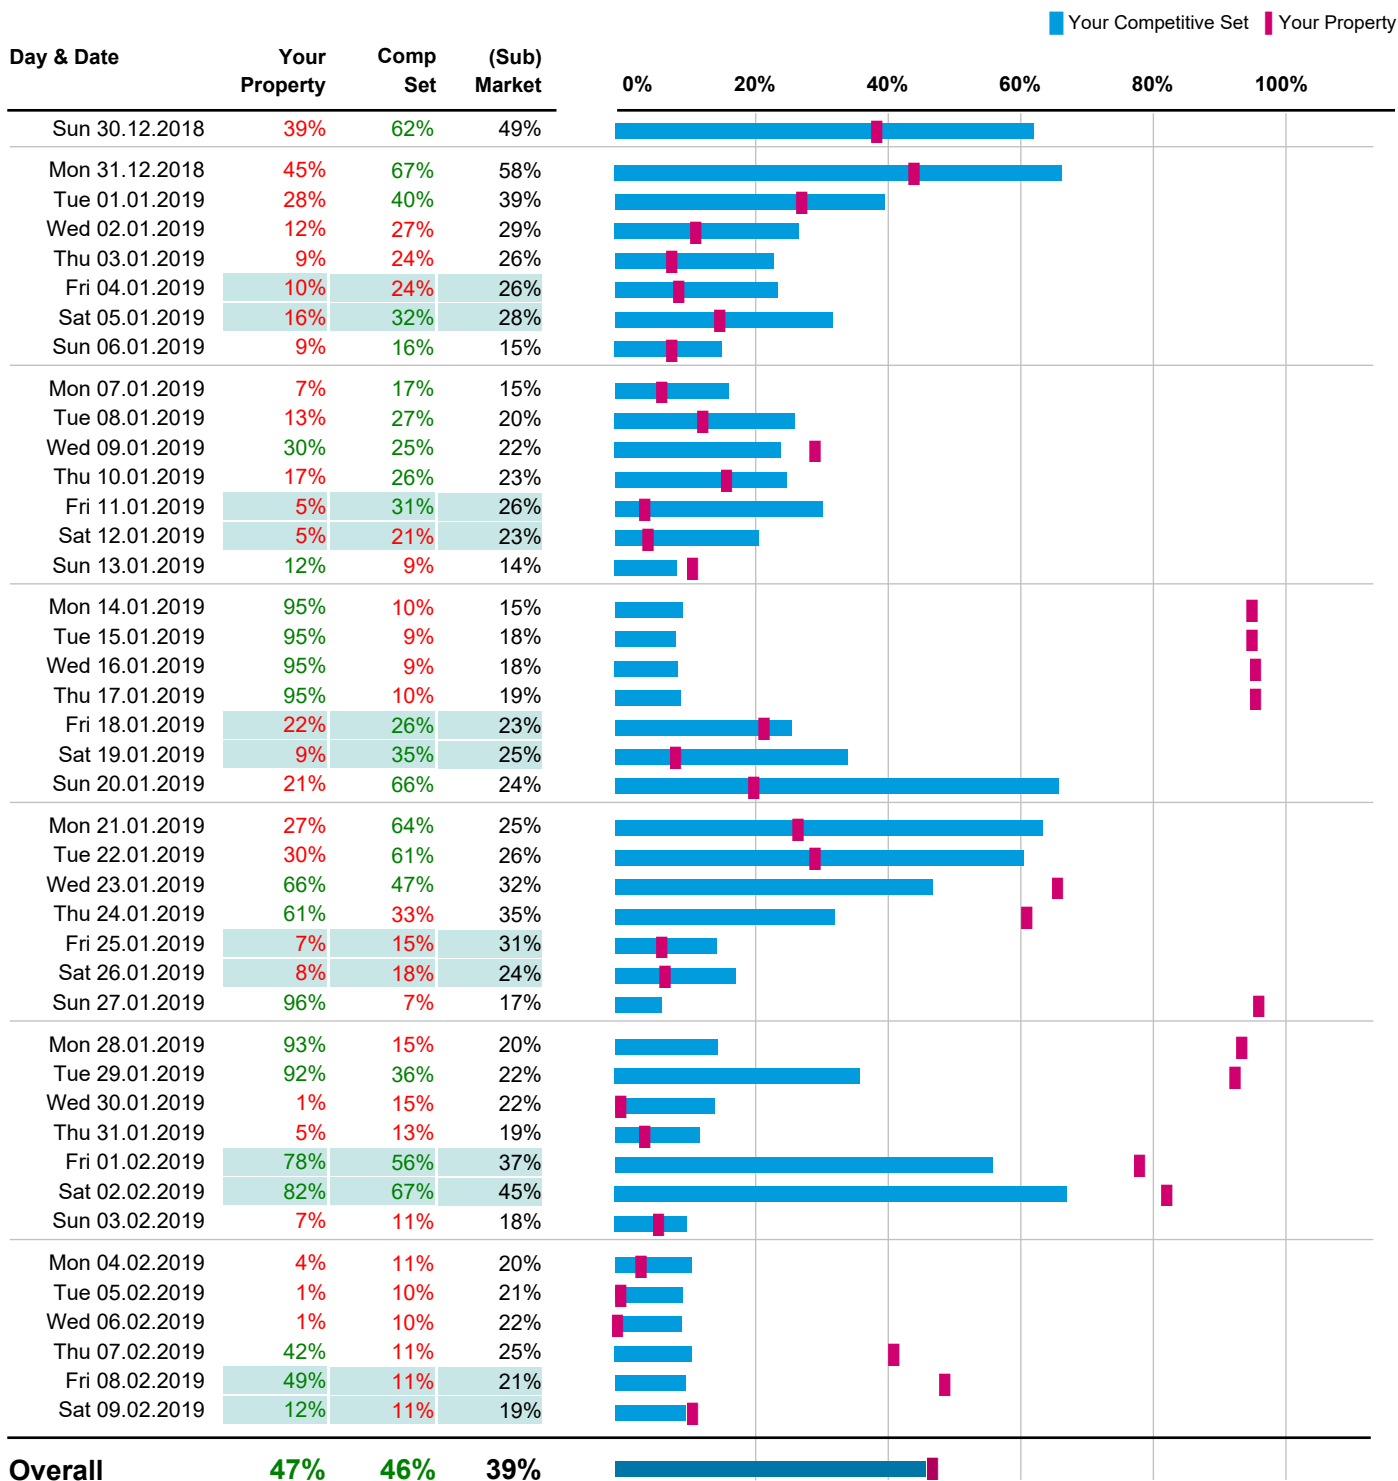 Your Competitive Set Your Property
Day & Date Your Property Comp Set (Sub) Market 0% 20% 40% 60% 80% 100%
Sun 30.12.2018 39% 62% 49%
Mon 31.12.2018 45% 67% 58%
Tue 01.01.2019 28% 40% 39%
Wed 02.01.2019 12% 27% 29%
Thu 03.01.2019 9% 24% 26%
Fri 04.01.2019 10% 24% 26%
Sat 05.01.2019 16% 32% 28%
Sun 06.01.2019 9% 16% 15%
Mon 07.01.2019 7% 17% 15%
Tue 08.01.2019 13% 27% 20%
Wed 09.01.2019 30% 25% 22%
Thu 10.01.2019 17% 26% 23%
Fri 11.01.2019 5% 31% 26%
Sat 12.01.2019 5% 21% 23%
Sun 13.01.2019 12% 9% 14%
Mon 14.01.2019 95% 10% 15%
Tue 15.01.2019 95% 9% 18%
Wed 16.01.2019 95% 9% 18%
Thu 17.01.2019 95% 10% 19%
Fri 18.01.2019 22% 26% 23%
Sat 19.01.2019 9% 35% 25%
Sun 20.01.2019 21% 66% 24%
Mon 21.01.2019 27% 64% 25%
Tue 22.01.2019 30% 61% 26%
Wed 23.01.2019 66% 47% 32%
Thu 24.01.2019 61% 33% 35%
Fri 25.01.2019 7% 15% 31%
Sat 26.01.2019 8% 18% 24%
Sun 27.01.2019 96% 7% 17%
Mon 28.01.2019 93% 15% 20%
Tue 29.01.2019 92% 36% 22%
Wed 30.01.2019 1% 15% 22%
Thu 31.01.2019 5% 13% 19%
Fri 01.02.2019 78% 56% 37%
Sat 02.02.2019 82% 67% 45%
Sun 03.02.2019 7% 11% 18%
Mon 04.02.2019 4% 11% 20%
Tue 05.02.2019 1% 10% 21%
Wed 06.02.2019 1% 10% 22%
Thu 07.02.2019 42% 11% 25%
Fri 08.02.2019 49% 11% 21%
Sat 09.02.2019 12% 11% 19%
Overall 47% 46% 39%